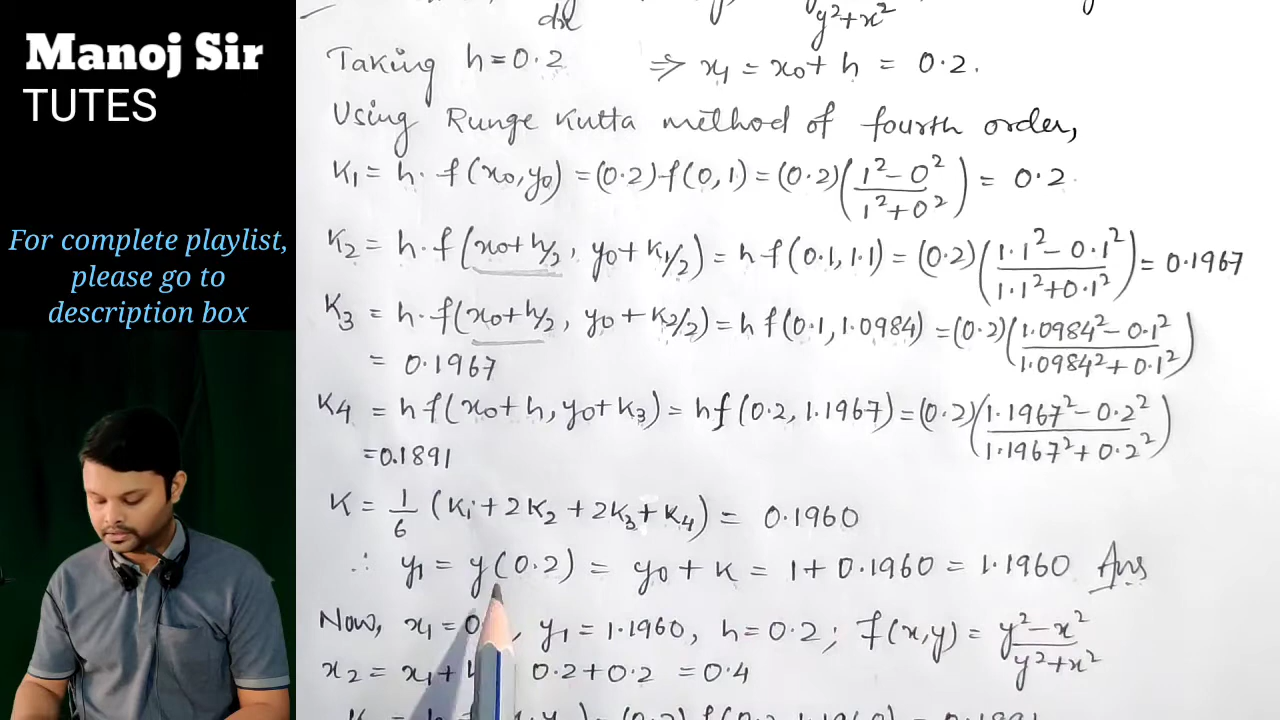 Manoj Sir
TUTES
For complete playlist,
please go to
description box
dx
y²+x²
Taking h=0.2 ⇒ x₁ = x₀+ h = 0.2.
Using Runge Kutta method of fourth order,
K₁ = h. f(x₀,y₀) = (0.2)f(0,1) = (0.2)((1²-0²)/(1²+0²)) = 0.2
K₂ = h.f(x₀+h/2, y₀+K₁/2) = hf(0.1,1.1) = (0.2)((1.1²-0.1²)/(1.1²+0.1²)) = 0.1967
K₃ = h.f(x₀+h/2, y₀+K₂/2) = hf(0.1,1.0984) = (0.2)((1.0984²-0.1²)/(1.0984²+0.1²))
= 0.1967
K₄ = hf(x₀+h, y₀+K₃) = hf(0.2,1.1967) = (0.2)((1.1967²-0.2²)/(1.1967²+0.2²))
=0.1891
K = 1/6 (K₁+2K₂+2K₃+K₄) = 0.1960
∴ y₁ = y(0.2) = y₀+K = 1+0.1960 = 1.1960 Ans
Now, x₁=0 , y₁=1.1960, h=0.2; f(x,y) = (y²-x²)/(y²+x²)
x₂ = x₁+ 0.2+0.2 = 0.4